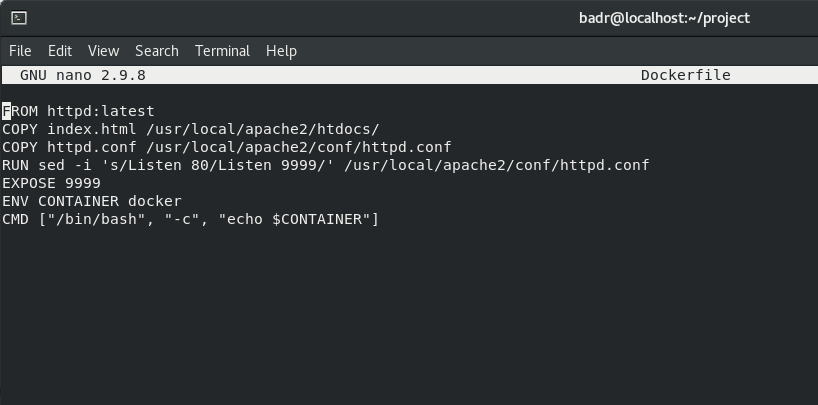 badr@localhost:~/project
File Edit View Search Terminal Help
GNU nano 2.9.8 Dockerfile
FROM httpd:latest
COPY index.html /usr/local/apache2/htdocs/
COPY httpd.conf /usr/local/apache2/conf/httpd.conf
RUN sed -i 's/Listen 80/Listen 9999/' /usr/local/apache2/conf/httpd.conf
EXPOSE 9999
ENV CONTAINER docker
CMD ["/bin/bash", "-c", "echo $CONTAINER"]